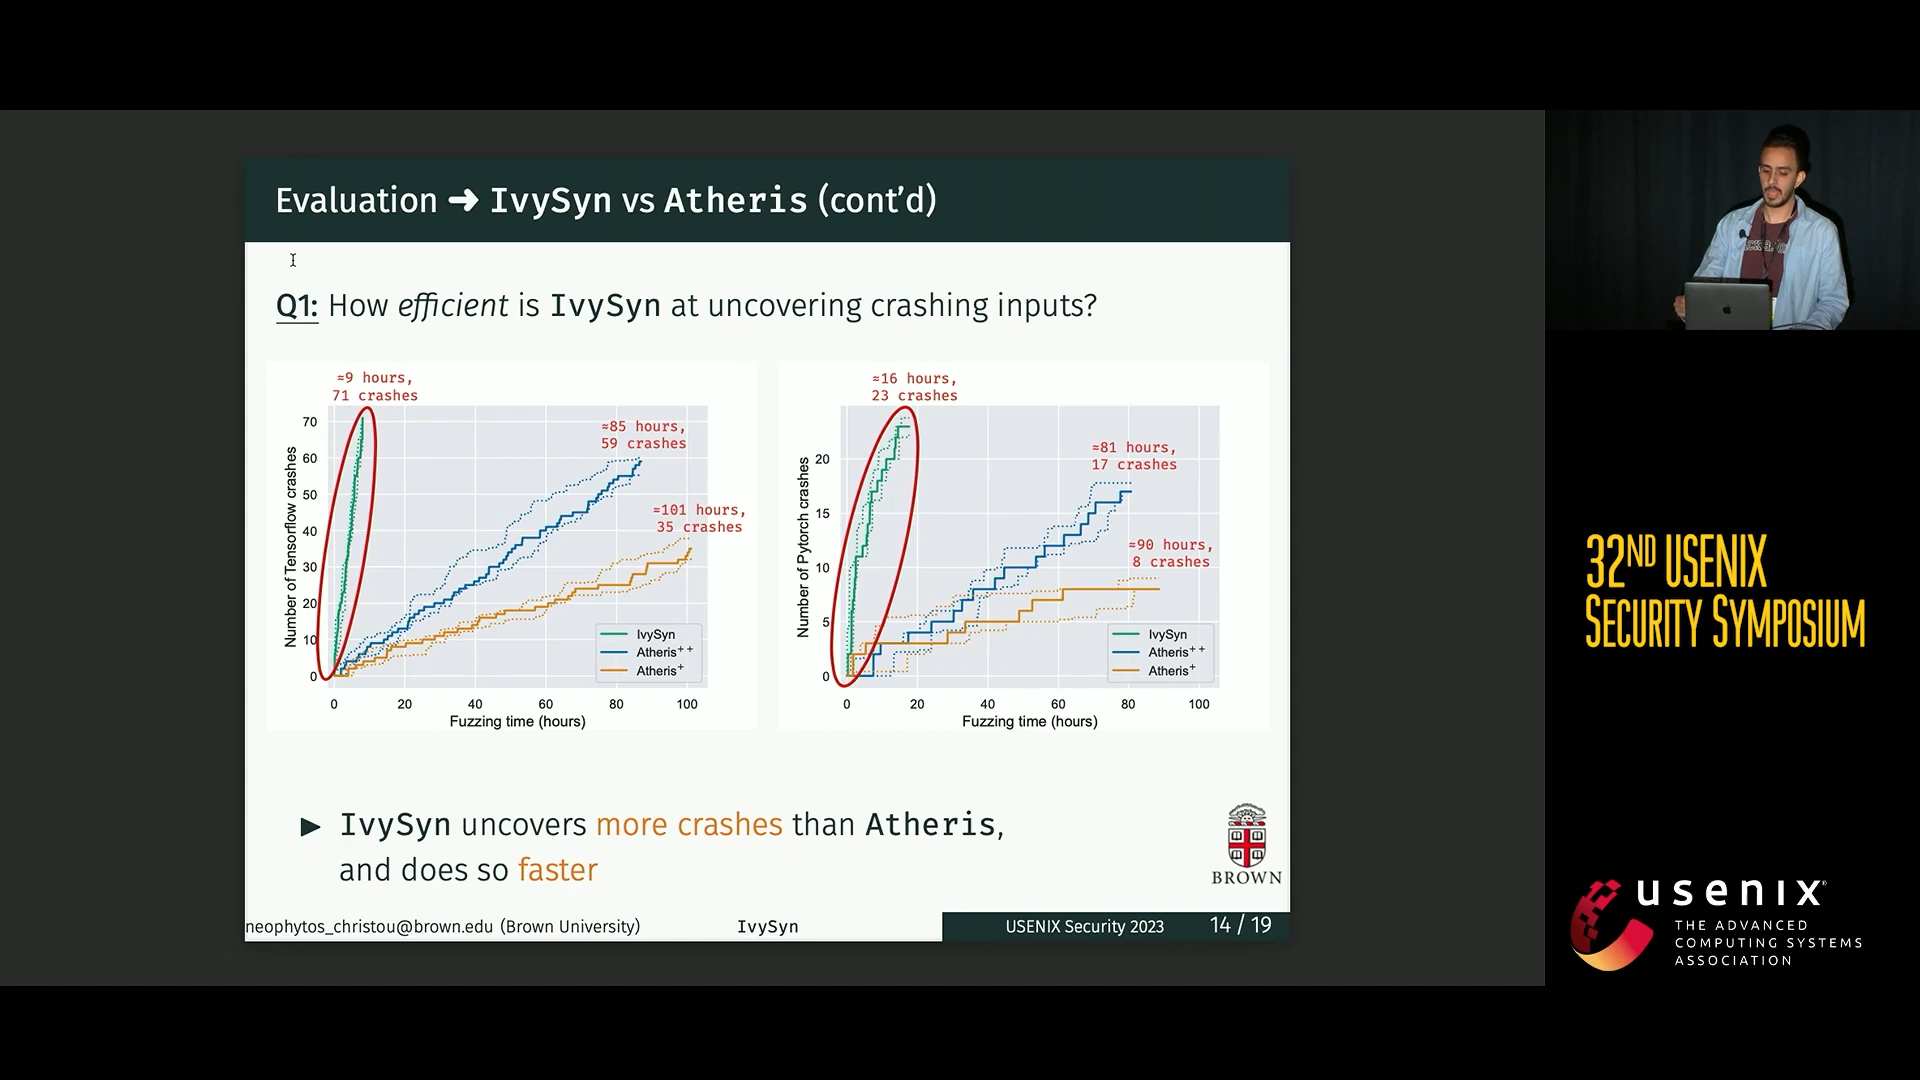 Evaluation ➜ IvySyn vs Atheris (cont'd)
Q1: How efficient is IvySyn at uncovering crashing inputs?
≈9 hours,
71 crashes
≈85 hours,
59 crashes
≈101 hours,
35 crashes
Number of Tensorflow crashes
70
60
50
40
30
20
10
0
IvySyn
Atheris++
Atheris+
0 20 40 60 80 100
Fuzzing time (hours)
≈16 hours,
23 crashes
≈81 hours,
17 crashes
≈90 hours,
8 crashes
Number of Pytorch crashes
20
15
10
5
0
IvySyn
Atheris++
Atheris+
0 20 40 60 80 100
Fuzzing time (hours)
► IvySyn uncovers more crashes than Atheris,
and does so faster
BROWN
neophytos_christou@brown.edu (Brown University) IvySyn USENIX Security 2023 14 / 19
32ND USENIX
SECURITY SYMPOSIUM
usenix
THE ADVANCED
COMPUTING SYSTEMS
ASSOCIATION